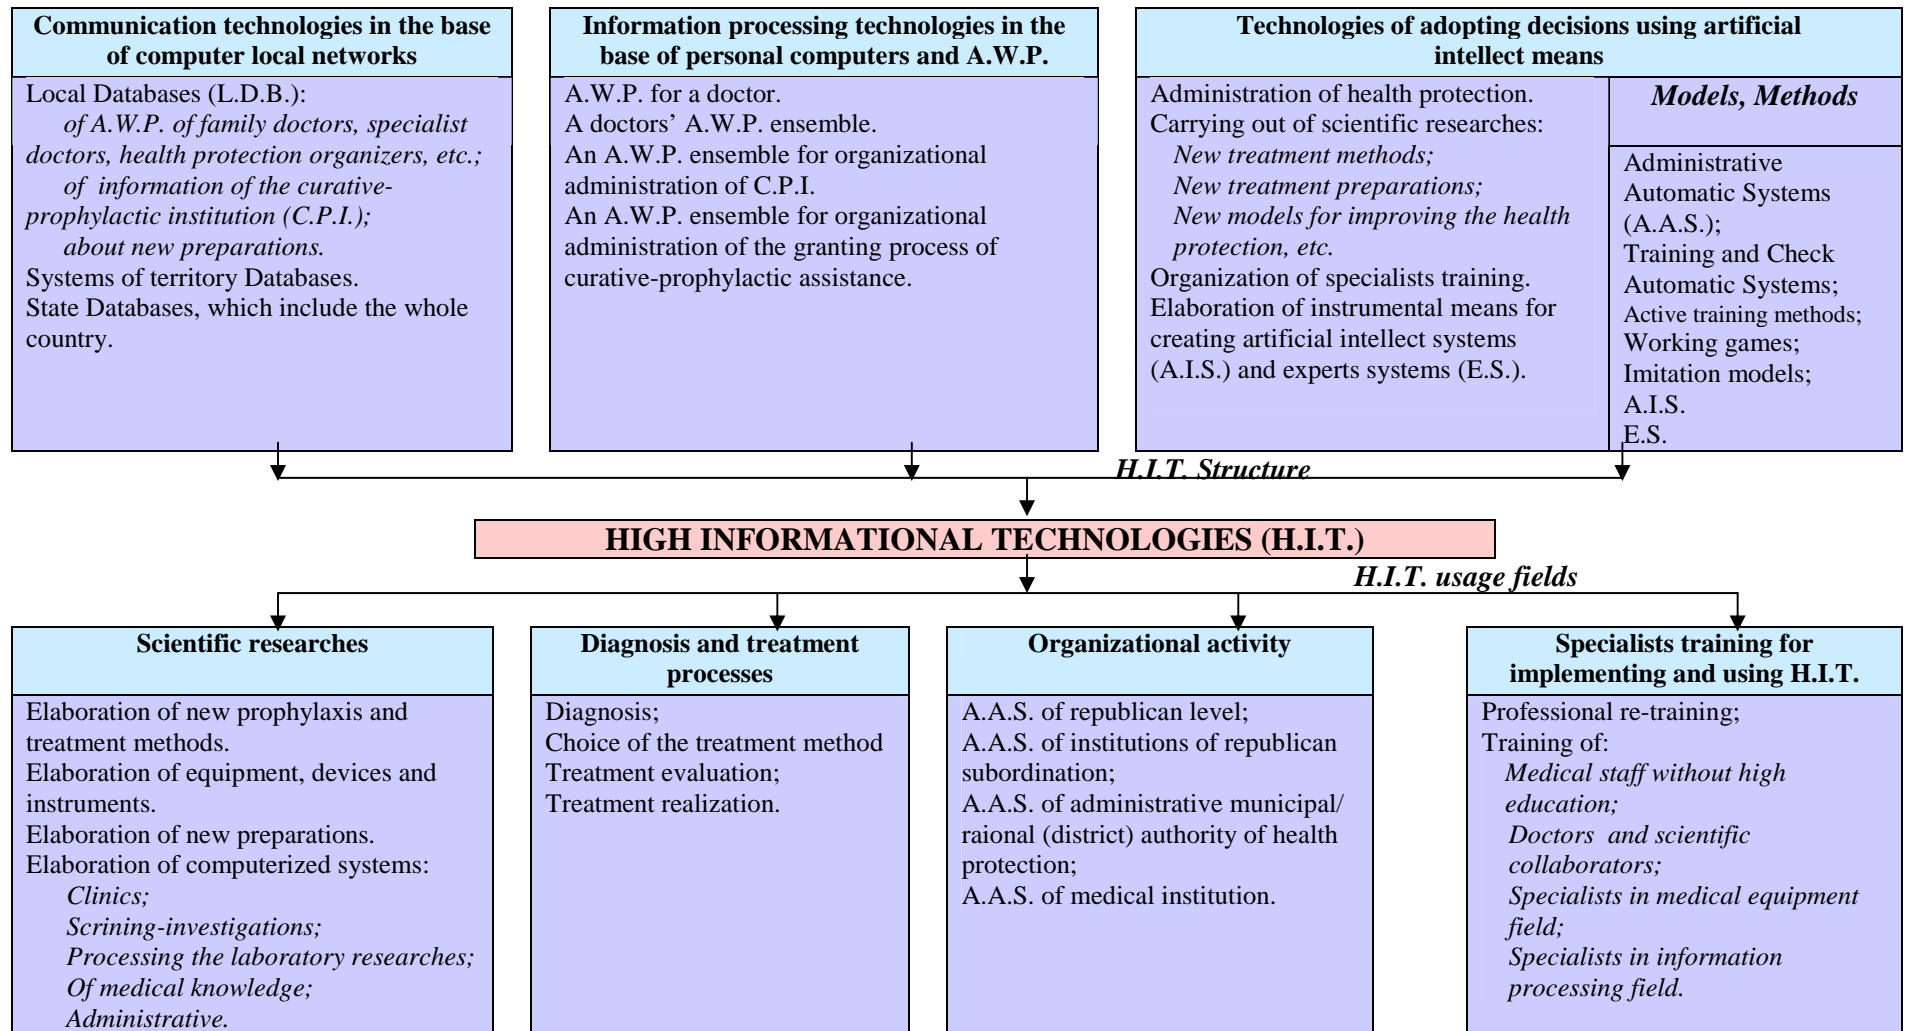 Communication technologies in the base
of computer local networks
Local Databases (L.D.B.):
of A.W.P. of family doctors, specialist
doctors, health protection organizers, etc.;
of information of the curative-
prophylactic institution (C.P.I.);
about new preparations.
Systems of territory Databases.
State Databases, which include the whole
country.
Information processing technologies in the
base of personal computers and A.W.P.
A.W.P. for a doctor.
A doctors’ A.W.P. ensemble.
An A.W.P. ensemble for organizational
administration of C.P.I.
An A.W.P. ensemble for organizational
administration of the granting process of
curative-prophylactic assistance.
Technologies of adopting decisions using artificial
intellect means
Administration of health protection.
Carrying out of scientific researches:
New treatment methods;
New treatment preparations;
New models for improving the health
protection, etc.
Organization of specialists training.
Elaboration of instrumental means for
creating artificial intellect systems
(A.I.S.) and experts systems (E.S.).
Models, Methods
Administrative
Automatic Systems
(A.A.S.);
Training and Check
Automatic Systems;
Active training methods;
Working games;
Imitation models;
A.I.S.
E.S.
H.I.T. Structure
HIGH INFORMATIONAL TECHNOLOGIES (H.I.T.)
H.I.T. usage fields
Scientific researches
Elaboration of new prophylaxis and
treatment methods.
Elaboration of equipment, devices and
instruments.
Elaboration of new preparations.
Elaboration of computerized systems:
Clinics;
Scrining-investigations;
Processing the laboratory researches;
Of medical knowledge;
Administrative.
Diagnosis and treatment
processes
Diagnosis;
Choice of the treatment method
Treatment evaluation;
Treatment realization.
Organizational activity
A.A.S. of republican level;
A.A.S. of institutions of republican
subordination;
A.A.S. of administrative municipal/
raional (district) authority of health
protection;
A.A.S. of medical institution.
Specialists training for
implementing and using H.I.T.
Professional re-training;
Training of:
Medical staff without high
education;
Doctors and scientific
collaborators;
Specialists in medical equipment
field;
Specialists in information
processing field.